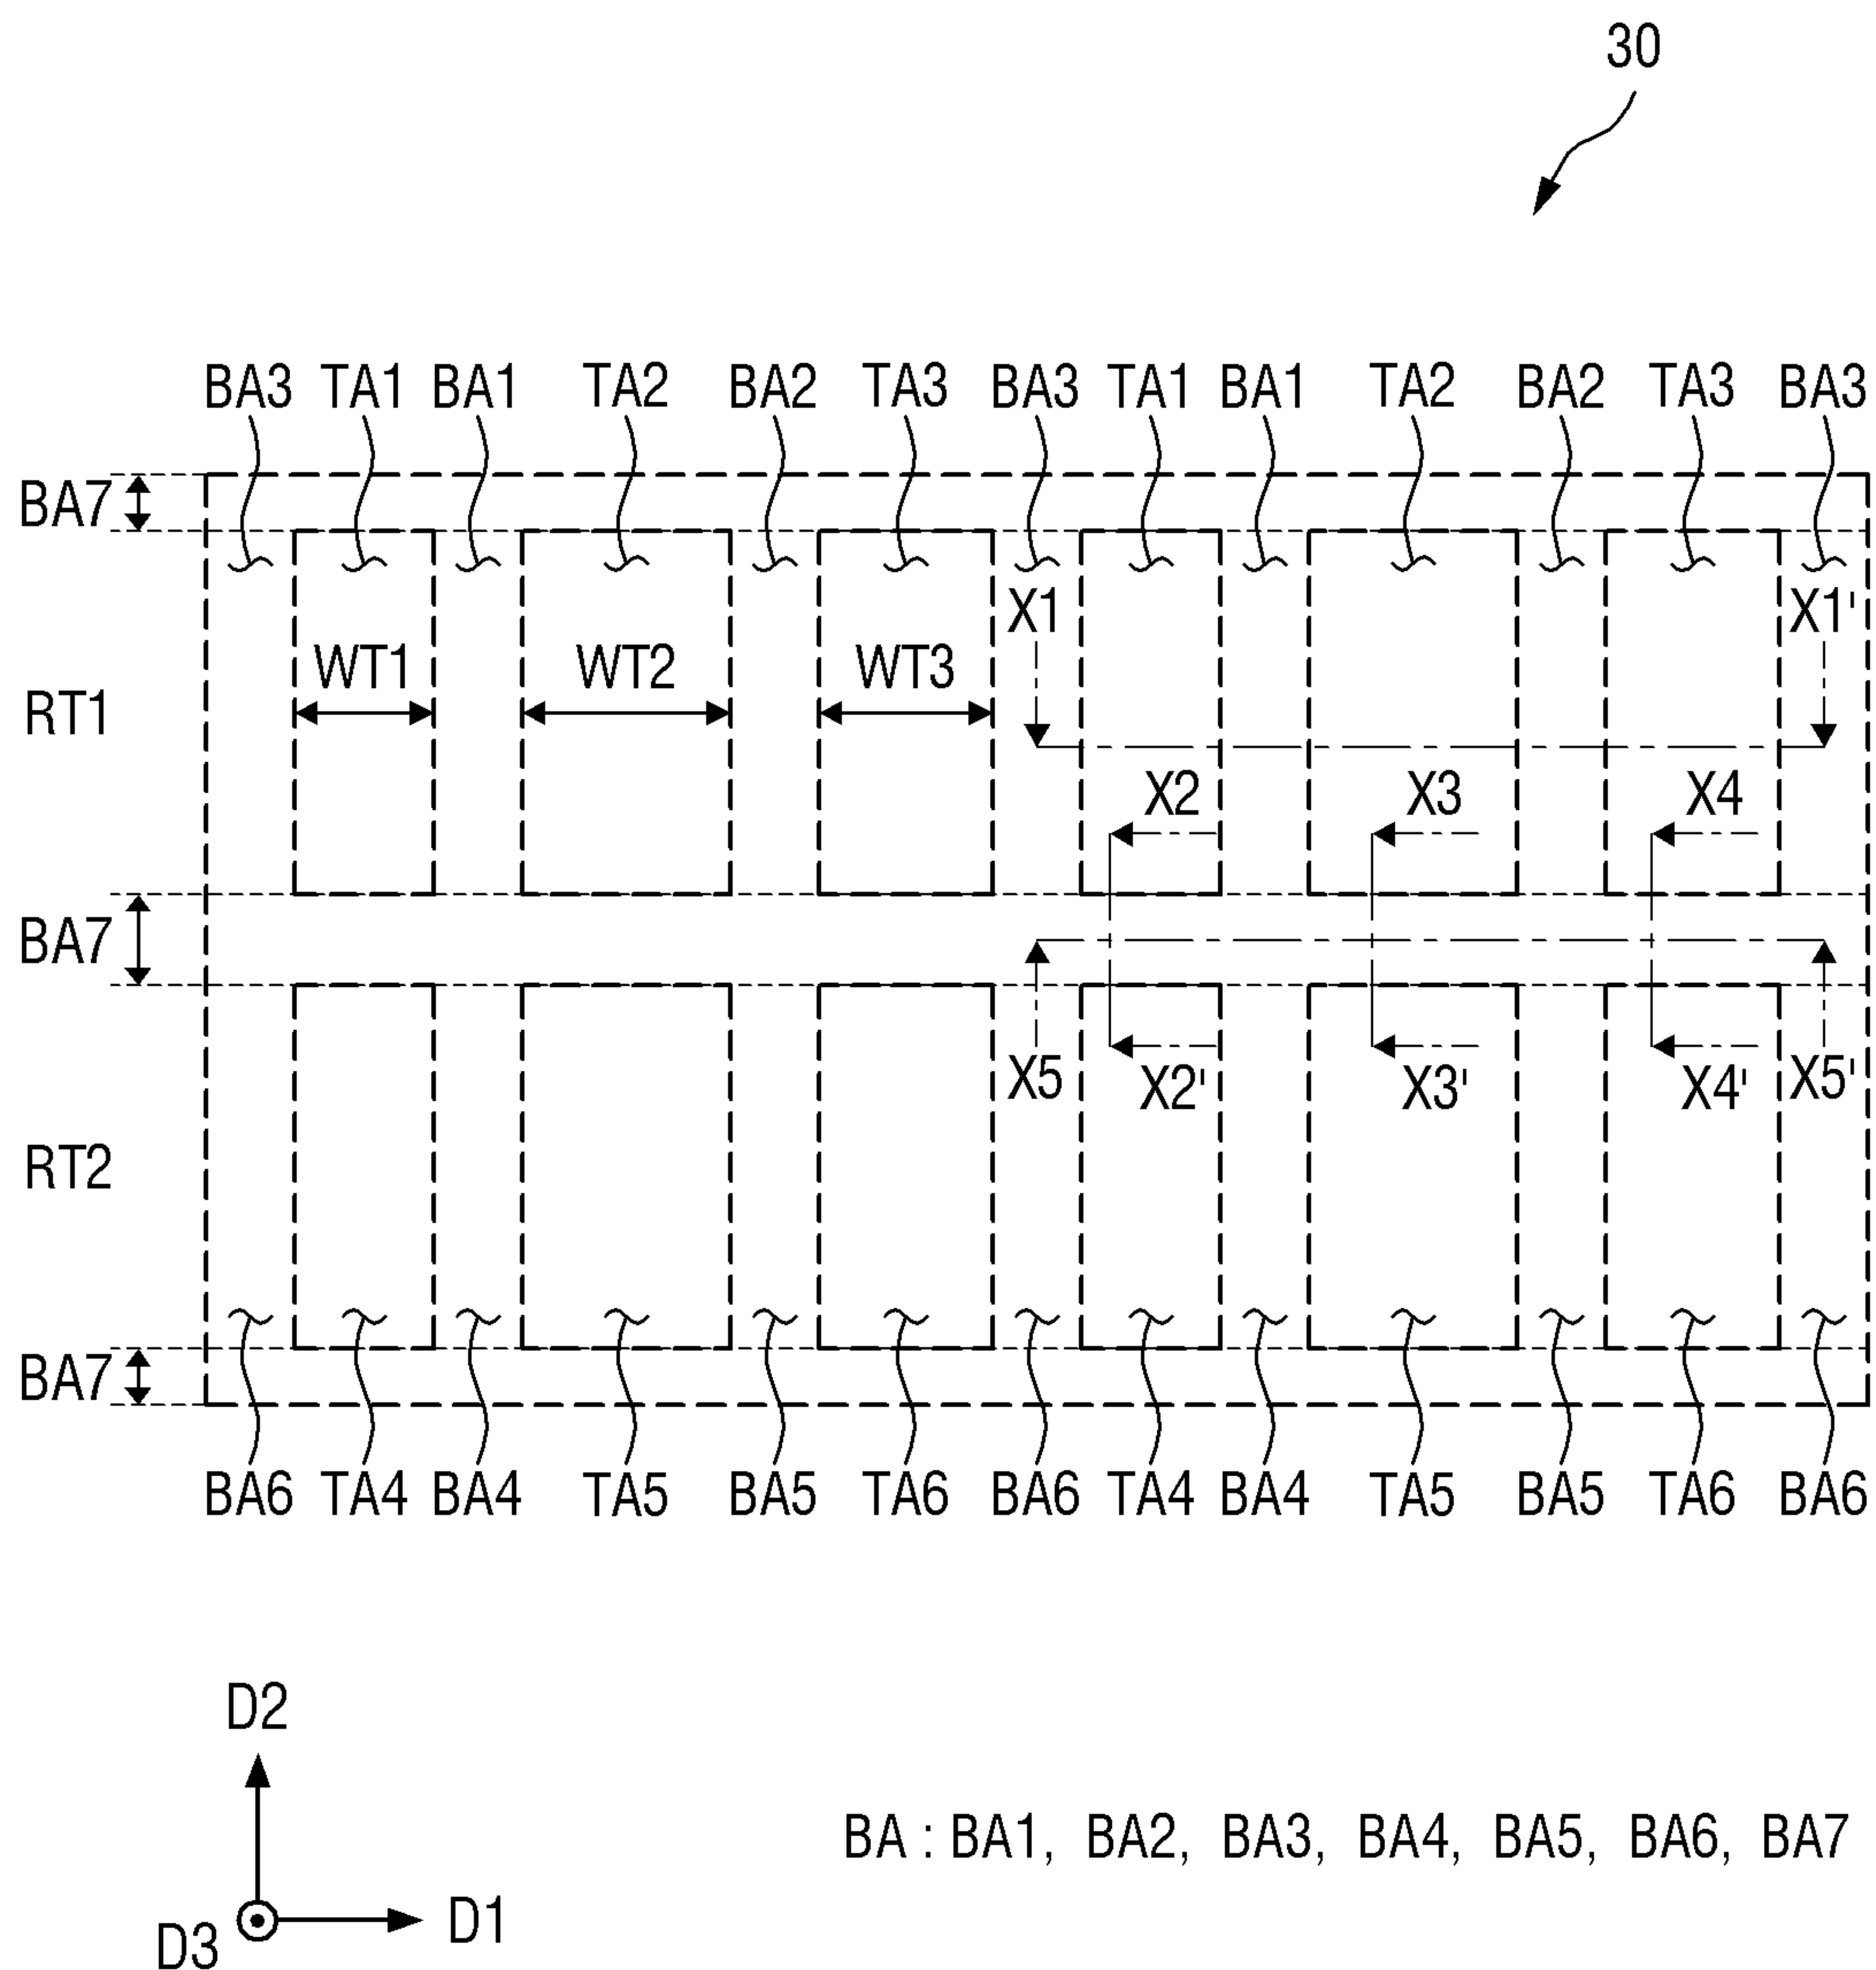 30
BA3 TA1 BA1 TA2 BA2 TA3 BA3 TA1 BA1 TA2 BA2 TA3 BA3
BA7
X1 X1'
WT1 WT2 WT3
RT1
X2 X3 X4
BA7
X5 X2' X3' X4' X5'
RT2
BA7
BA6 TA4 BA4 TA5 BA5 TA6 BA6 TA4 BA4 TA5 BA5 TA6 BA6
D2
BA : BA1, BA2, BA3, BA4, BA5, BA6, BA7
D3 D1